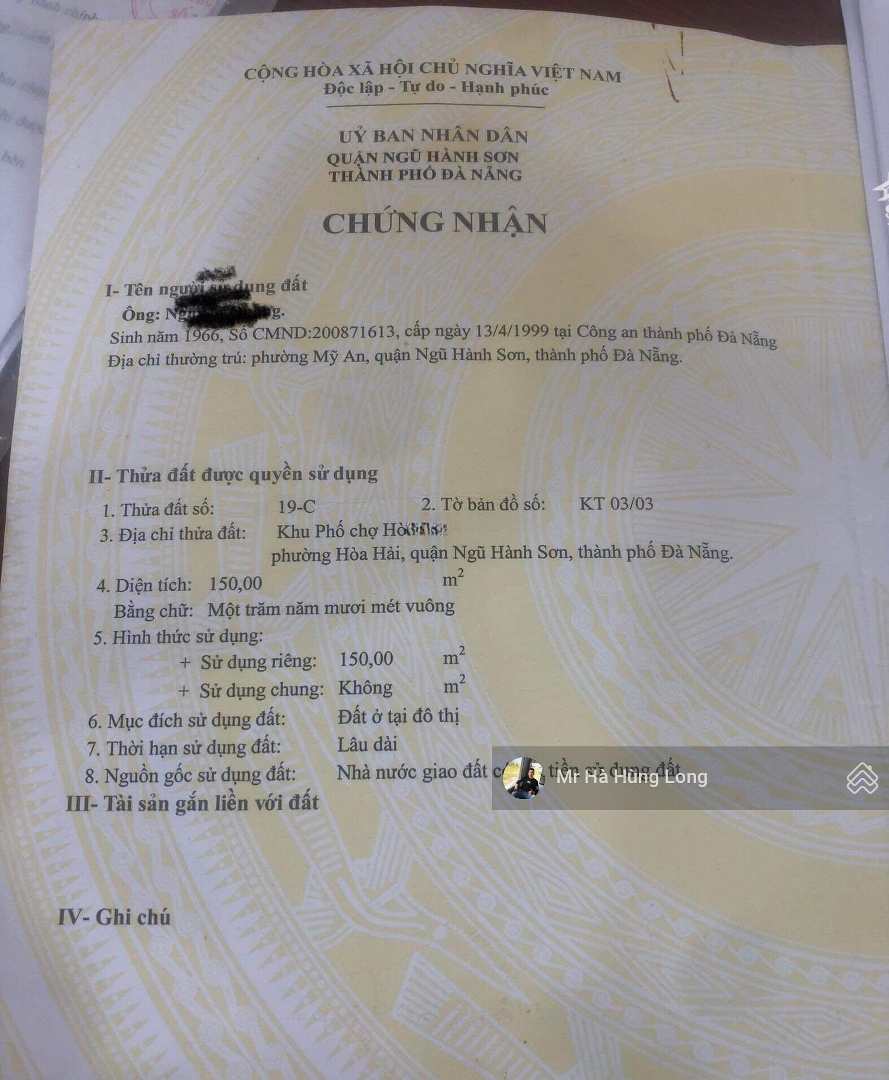 CỘNG HÒA XÃ HỘI CHỦ NGHĨA VIỆT NAM
Độc lập - Tự do - Hạnh phúc
UỶ BAN NHÂN DÂN
QUẬN NGŨ HÀNH SƠN
THÀNH PHỐ ĐÀ NẴNG
CHỨNG NHẬN
I- Tên người sử dụng đất
Ông:
Sinh năm 1966, Số CMND:200871613, cấp ngày 13/4/1999 tại Công an thành phố Đà Nẵng
Địa chỉ thường trú: phường Mỹ An, quận Ngũ Hành Sơn, thành phố Đà Nẵng.
II- Thửa đất được quyền sử dụng
1. Thửa đất số: 19-C 2. Tờ bản đồ số: KT 03/03
3. Địa chỉ thửa đất: Khu Phố chợ
phường Hòa Hải, quận Ngũ Hành Sơn, thành phố Đà Nẵng.
4. Diện tích: 150,00 m²
Bằng chữ: Một trăm năm mươi mét vuông
5. Hình thức sử dụng:
+ Sử dụng riêng: 150,00 m²
+ Sử dụng chung: Không m²
6. Mục đích sử dụng đất: Đất ở tại đô thị
7. Thời hạn sử dụng đất: Lâu dài
8. Nguồn gốc sử dụng đất: Nhà nước giao đất tiền sử dụng đất
Mr Hà Hùng Long
III- Tài sản gắn liền với đất
IV- Ghi chú